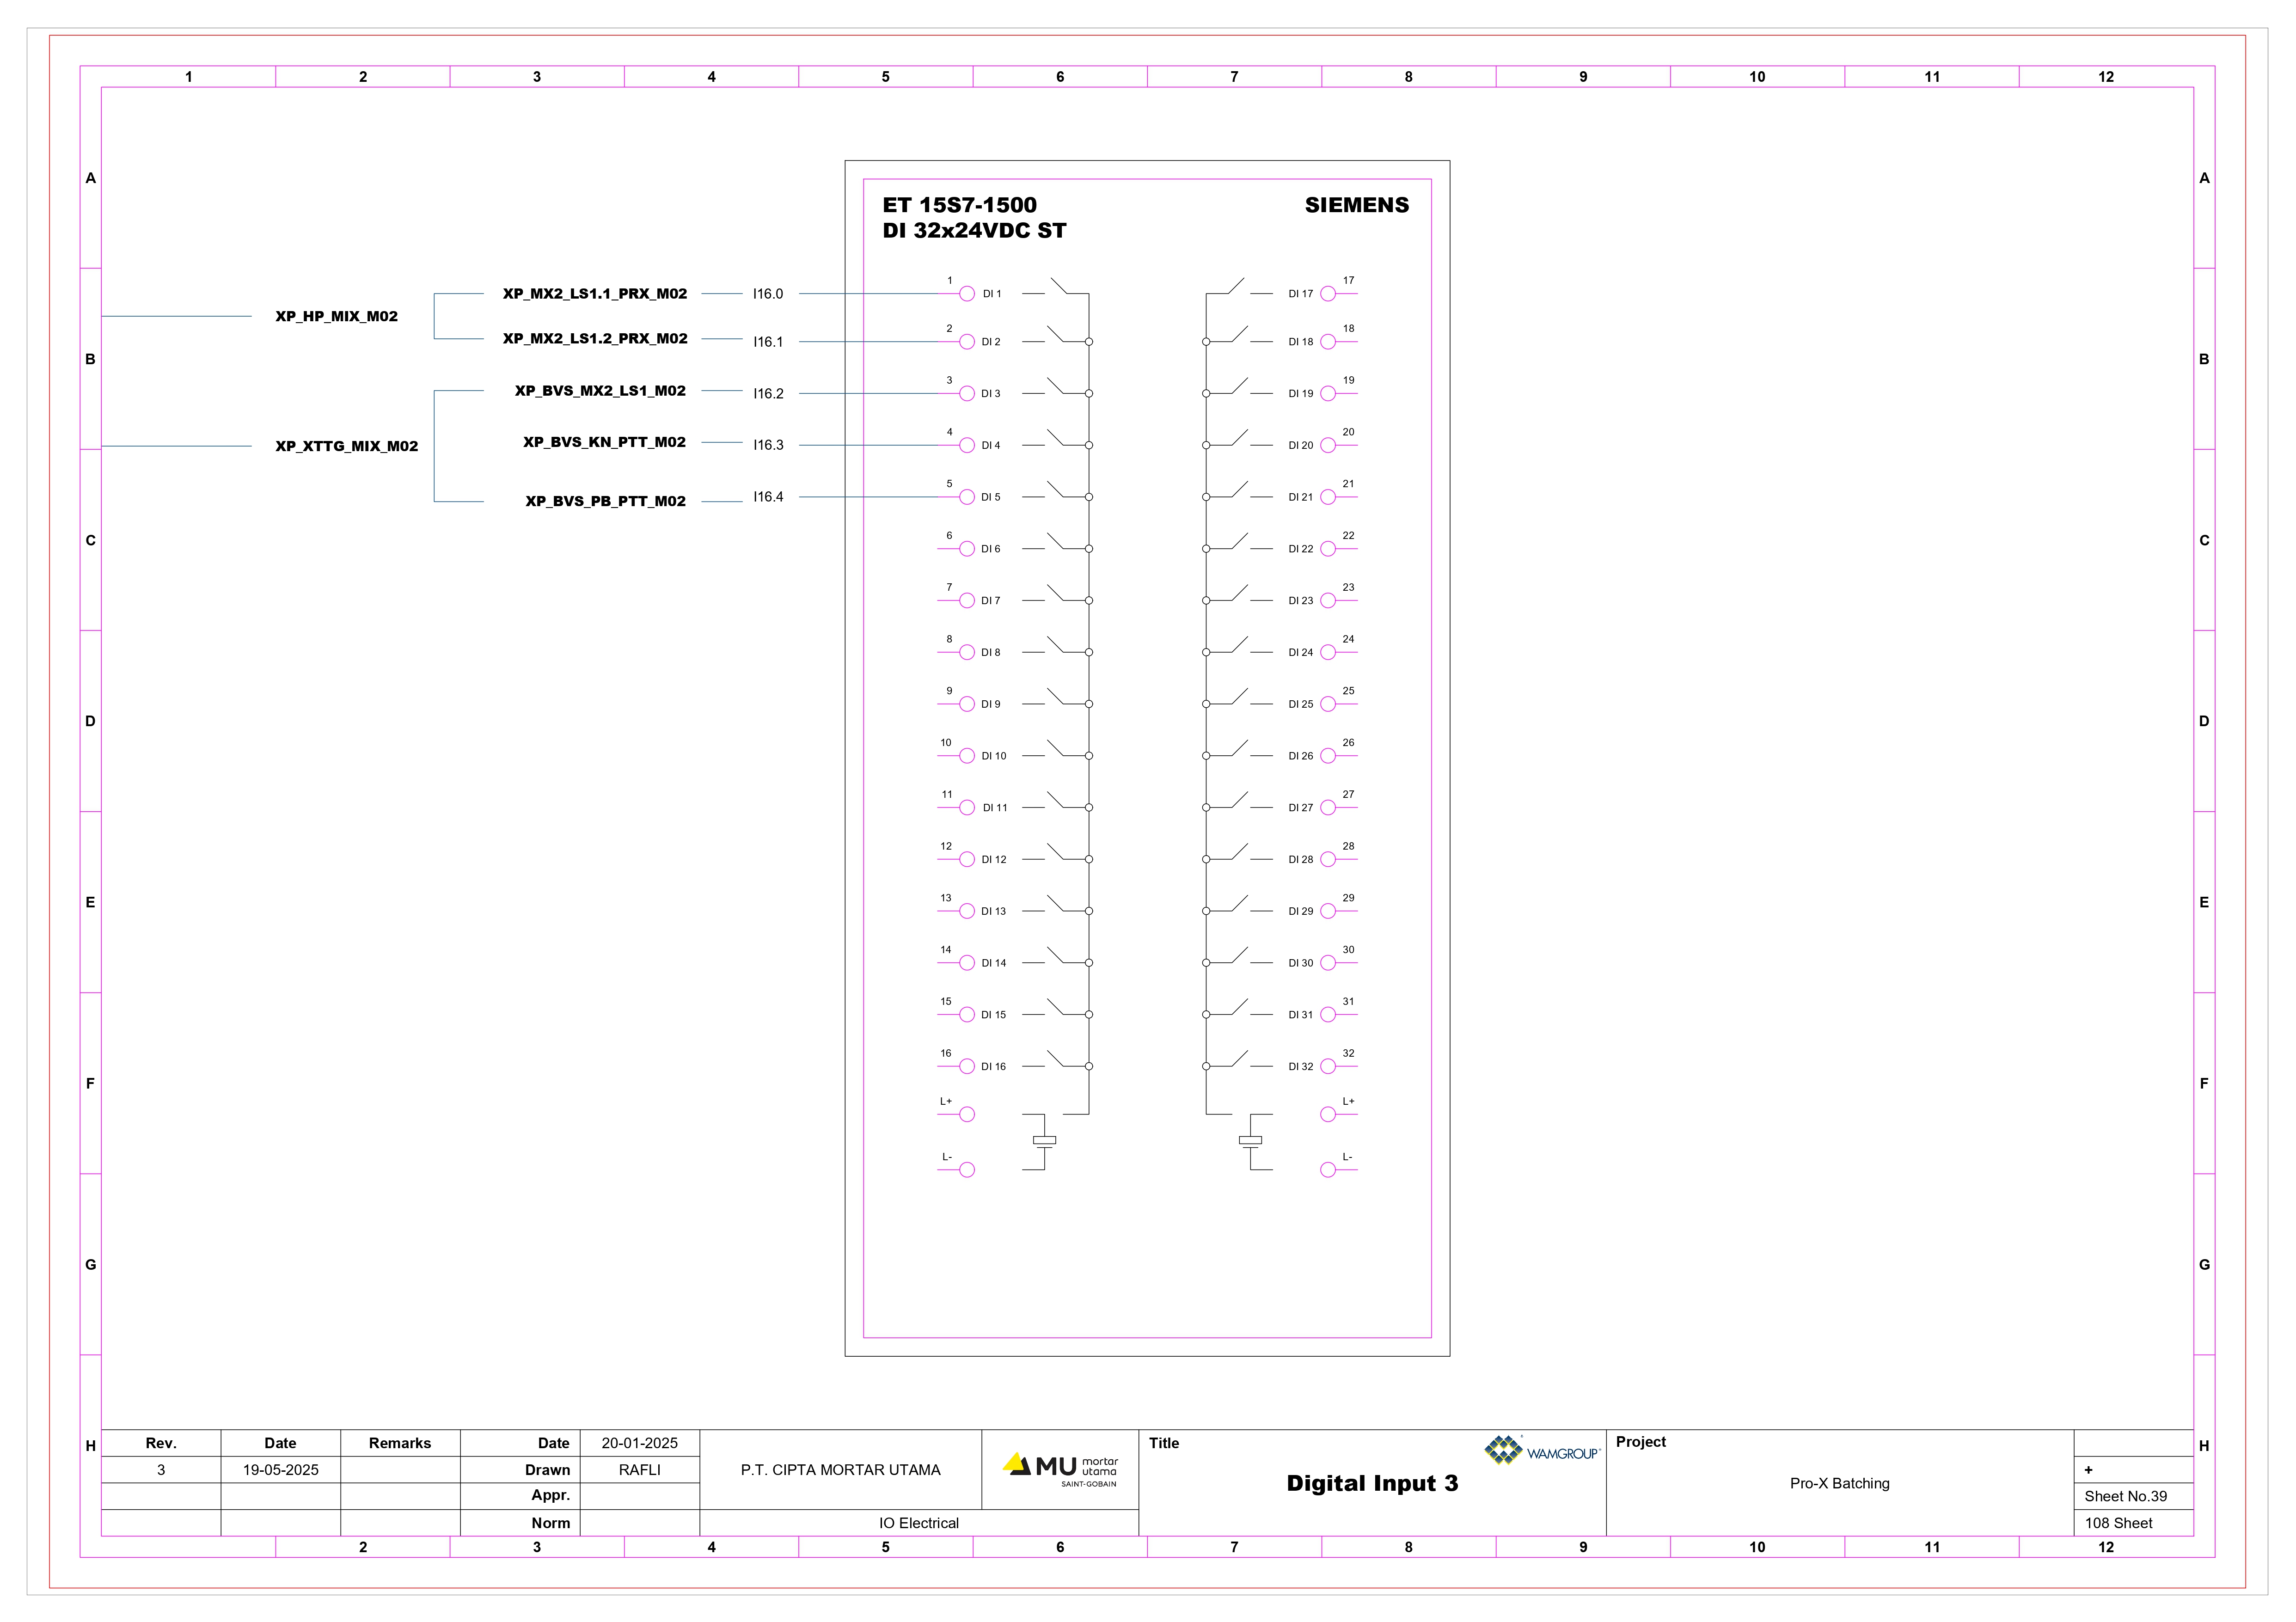 1 2 3 4 5 6 7 8 9 10 11 12
A A
ET 15S7-1500 SIEMENS
DI 32x24VDC ST
XP_HP_MIX_M02
XP_MX2_LS1.1_PRX_M02 I16.0
XP_MX2_LS1.2_PRX_M02 I16.1
XP_XTTG_MIX_M02
XP_BVS_MX2_LS1_M02 I16.2
XP_BVS_KN_PTT_M02 I16.3
XP_BVS_PB_PTT_M02 I16.4
1 DI 1 DI 17 17
2 DI 2 DI 18 18
B B
3 DI 3 DI 19 19
4 DI 4 DI 20 20
5 DI 5 DI 21 21
C C
6 DI 6 DI 22 22
7 DI 7 DI 23 23
8 DI 8 DI 24 24
9 DI 9 DI 25 25
D D
10 DI 10 DI 26 26
11 DI 11 DI 27 27
12 DI 12 DI 28 28
E E
13 DI 13 DI 29 29
14 DI 14 DI 30 30
15 DI 15 DI 31 31
16 DI 16 DI 32 32
F F
L+ L+
L- L-
G G
H H
Rev. Date Remarks Date 20-01-2025
3 19-05-2025 Drawn RAFLI
Appr.
Norm
P.T. CIPTA MORTAR UTAMA
MU mortar
utama
SAINT-GOBAIN
IO Electrical
Title
WAMGROUP®
Digital Input 3
Project
Pro-X Batching
+
Sheet No.39
108 Sheet
2 3 4 5 6 7 8 9 10 11 12